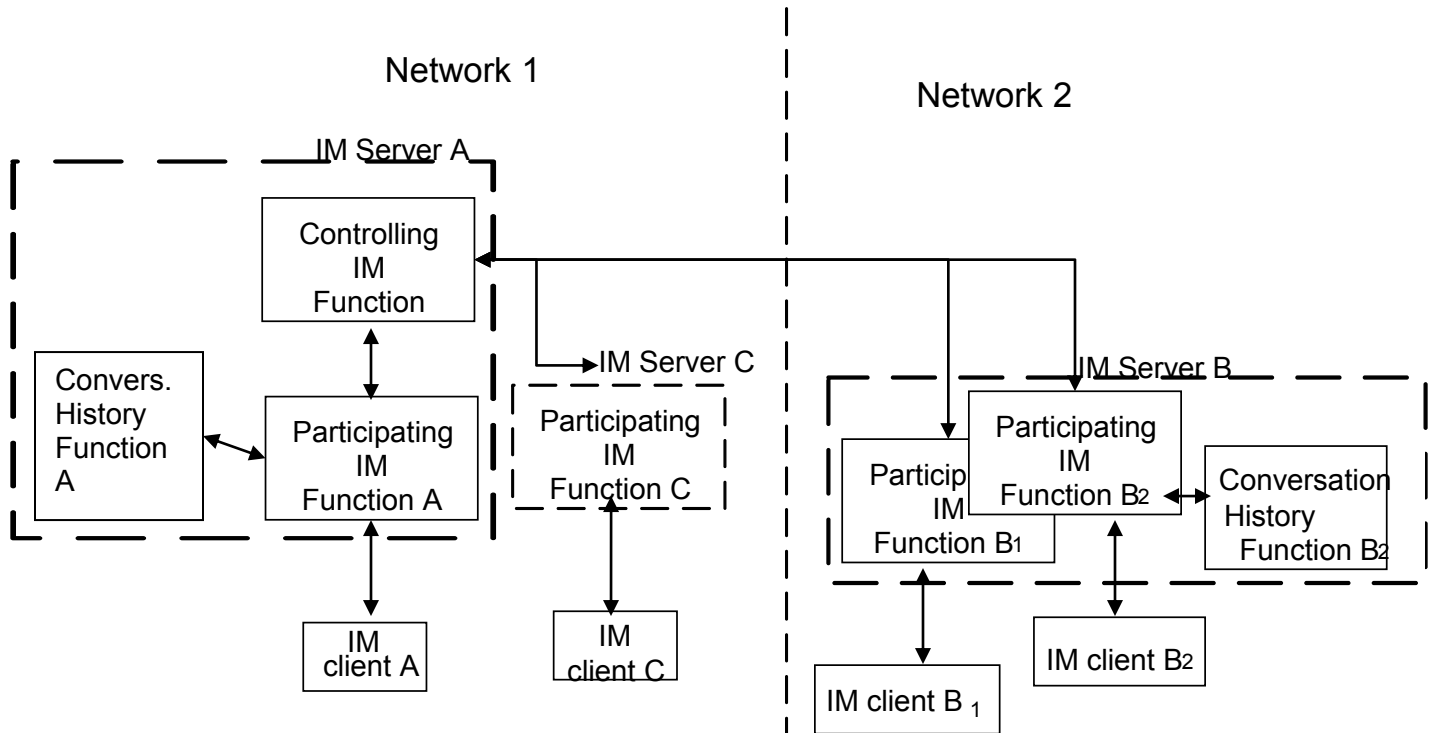 Network 1
Network 2
IM Server A
Controlling
IM
Function
Convers.
History
Function
A
Participating
IM
Function A
IM Server C
Participating
IM
Function C
IM Server B
Participating
IM
Function B2
IM
Function B1
Conversation
History
Function B2
IM
client A
IM
client C
IM client B2
IM client B 1